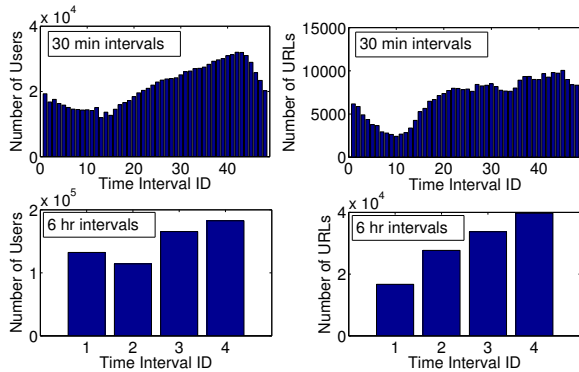 x 10^4
4
2
0
Number of Users
30 min intervals
0 10 20 30 40
Time Interval ID
15000
10000
5000
0
Number of URLs
30 min intervals
0 10 20 30 40
Time Interval ID
x 10^5
2
1
0
Number of Users
6 hr intervals
1 2 3 4
Time Interval ID
x 10^4
4
2
0
Number of URLs
6 hr intervals
1 2 3 4
Time Interval ID